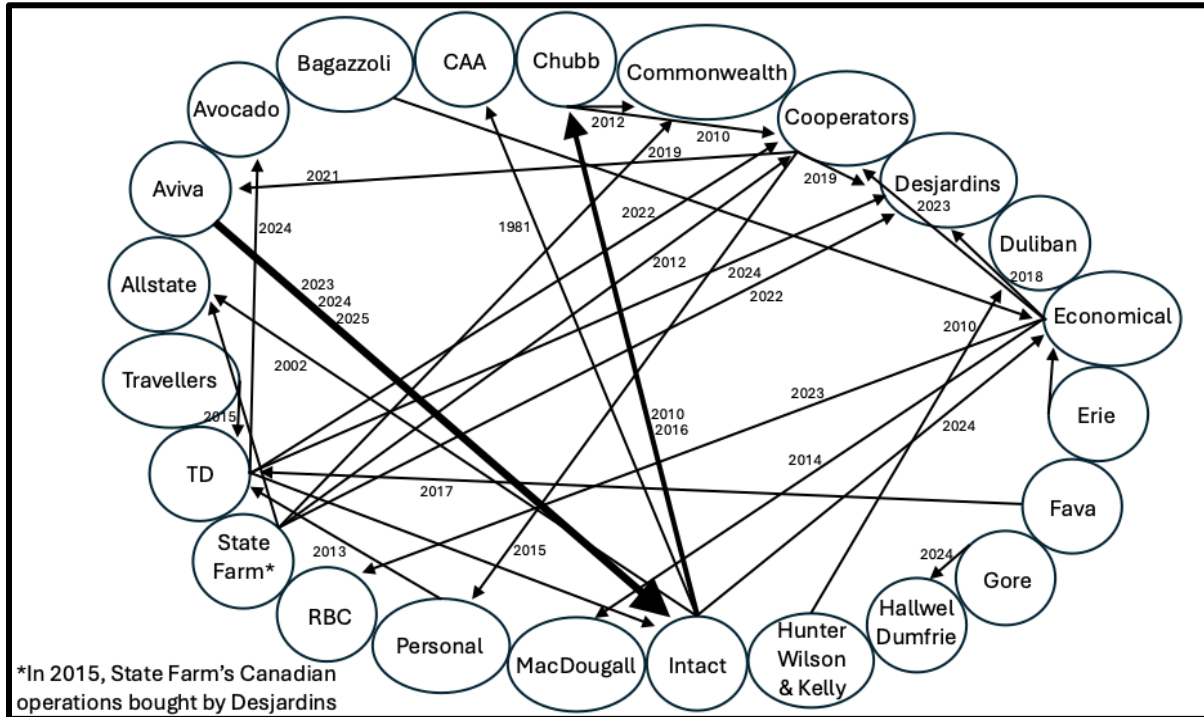 Bagazzoli
CAA
Chubb
Commonwealth
Avocado
Cooperators
2012
2010
2019
Aviva
2021
2019
Desjardins
2024
2022
1981
2023
Duliban
Allstate
2023
2024
2025
2012
2024
2022
2018
Economical
2010
2002
Travellers
2015
2023
2010
2016
Erie
2024
TD
2014
2017
Fava
State
Farm*
2013
2015
2024
Gore
RBC
Personal
Hallwel
Dumfrie
MacDougall
Intact
Hunter
Wilson
& Kelly
*In 2015, State Farm’s Canadian
operations bought by Desjardins